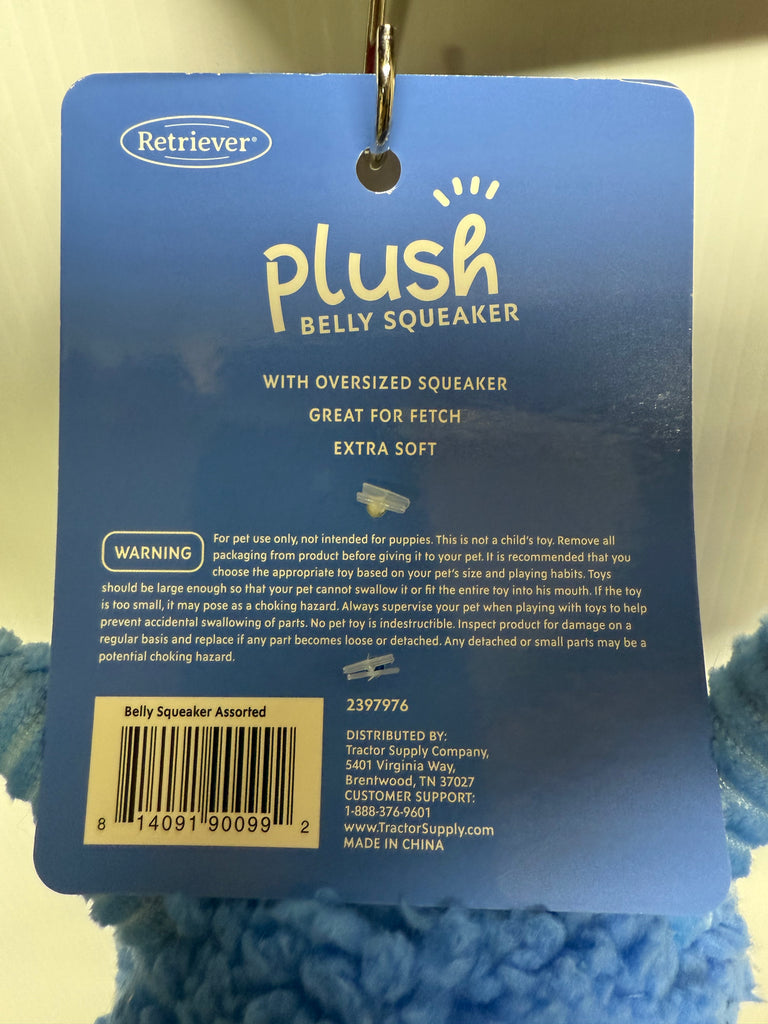 Retriever®
plush
BELLY SQUEAKER
WITH OVERSIZED SQUEAKER
GREAT FOR FETCH
EXTRA SOFT
WARNING
For pet use only, not intended for puppies. This is not a child's toy. Remove all
packaging from product before giving it to your pet. It is recommended that you
choose the appropriate toy based on your pet's size and playing habits. Toys
should be large enough so that your pet cannot swallow it or fit the entire toy into his mouth. If the toy
is too small, it may pose as a choking hazard. Always supervise your pet when playing with toys to help
prevent accidental swallowing of parts. No pet toy is indestructible. Inspect product for damage on a
regular basis and replace if any part becomes loose or detached. Any detached or small parts may be a
potential choking hazard.
Belly Squeaker Assorted
8 14091 90099 2
2397976
DISTRIBUTED BY:
Tractor Supply Company,
5401 Virginia Way,
Brentwood, TN 37027
CUSTOMER SUPPORT:
1-888-376-9601
www.TractorSupply.com
MADE IN CHINA